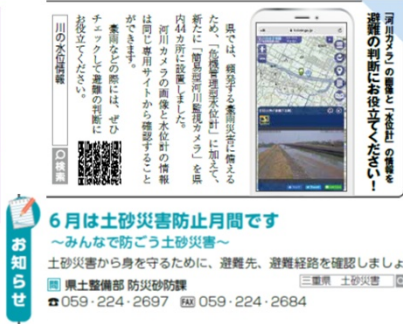 「河川カメラ」の画像と「水位計」の情報を
避難の判断にお役立てください!
県では、頻発する豪雨災害に備える
ため、「危機管理型水位計」に加えて、
新たに「簡易型河川監視カメラ」を県
内44カ所に設置しました。
河川カメラの画像と水位計の情報
は同じ専用サイトから確認すること
ができます。
豪雨などの際には、ぜひ
チェックして避難の判断に
お役立てください。
川の水位情報
検索
お知らせ
6月は土砂災害防止月間です
~みんなで防ごう土砂災害~
土砂災害から身を守るために、避難先、避難経路を確認しましょ
三重県 土砂災害
問 県土整備部 防災砂防課
☎059・224・2697 FAX 059・224・2684